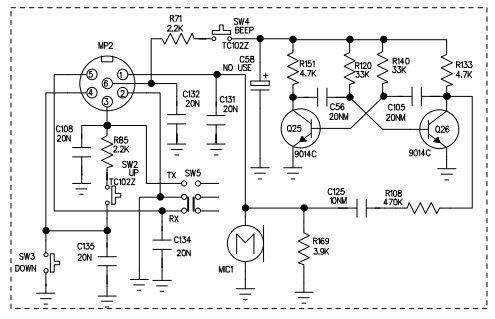 R71
2.2K
SW4
BEEP
TC102Z
MP2
NO USE
C58
+
R151
4.7K
R120
33K
R140
33K
R133
4.7K
5
1
6
4
2
3
C132
20N
C131
20N
C56
20NM
C105
20NM
Q25
9014C
Q26
9014C
C108
20N
R85
2.2K
SW2
UP
TC102Z
TX
SW5
RX
C125
10NM
R108
470K
C134
20N
M
MIC1
R169
3.9K
SW3
DOWN
C135
20N